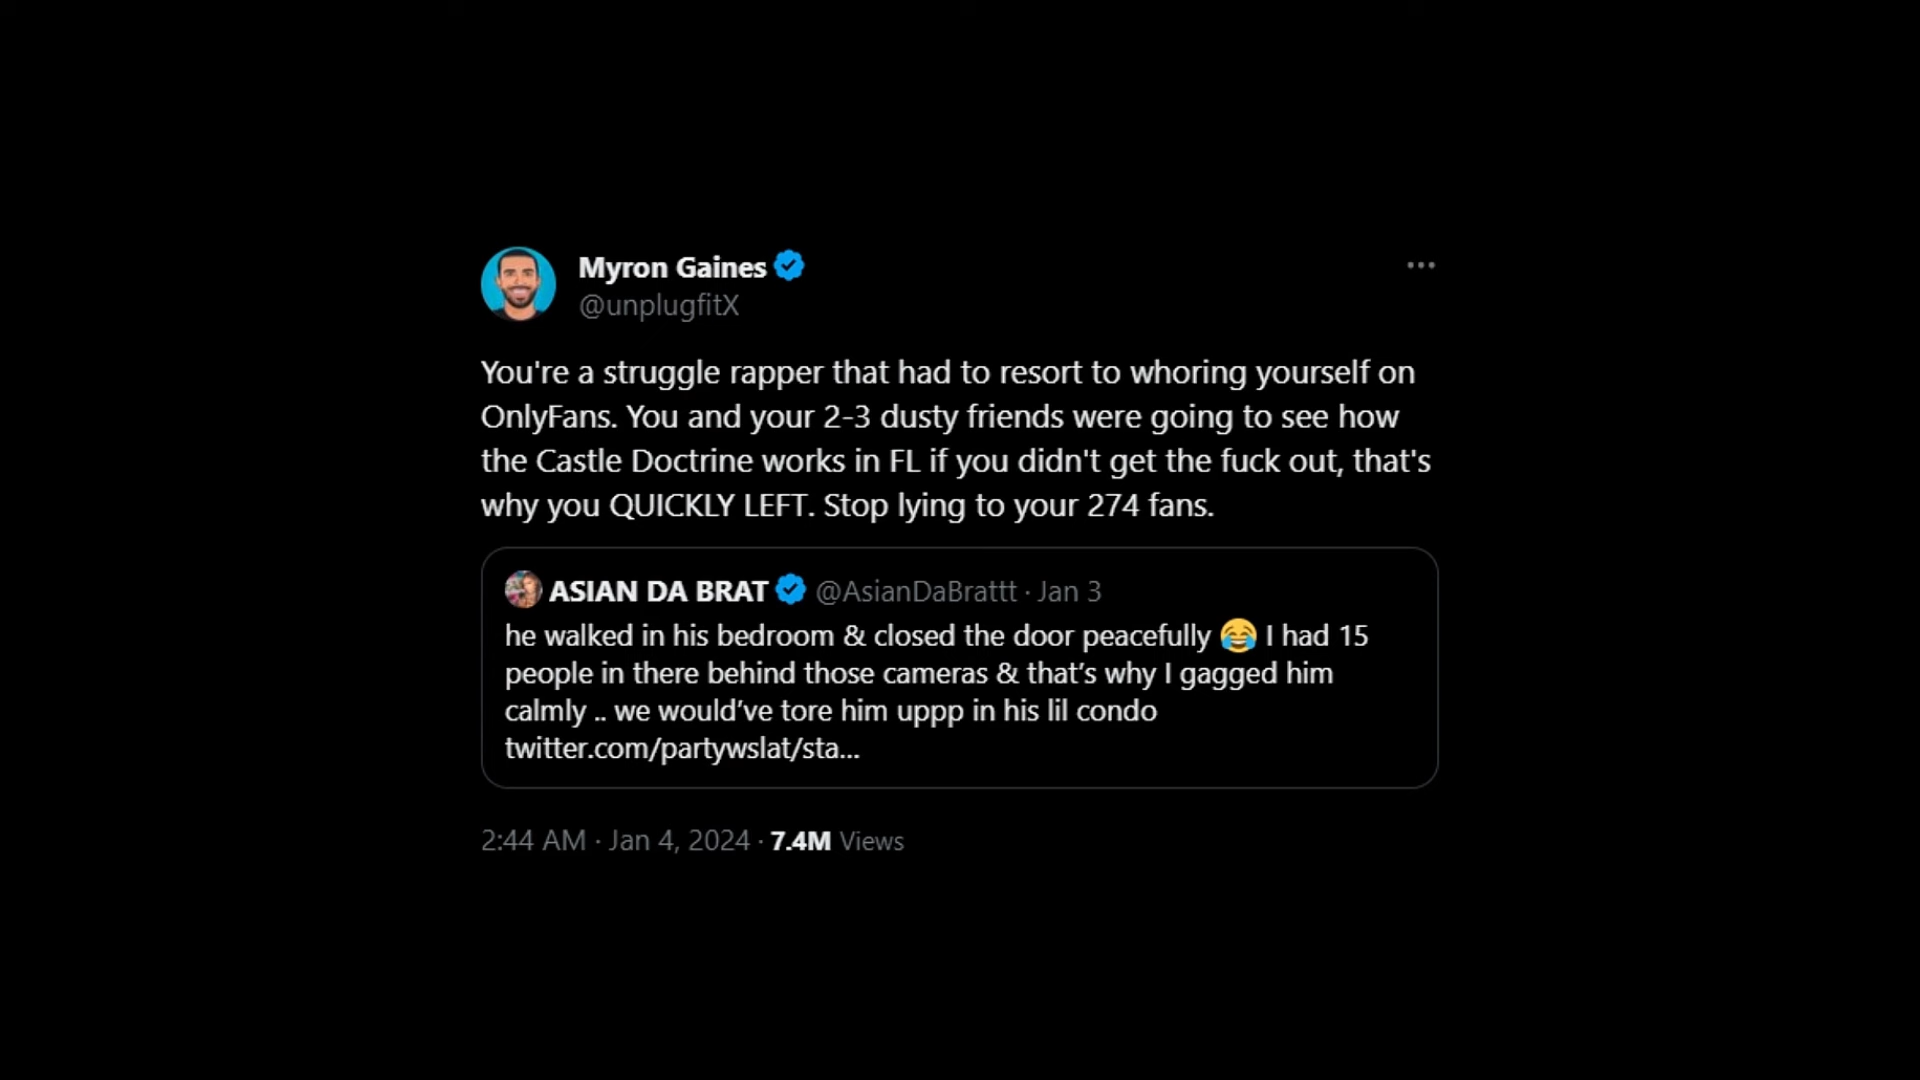 Myron Gaines
@unplugfitX
You're a struggle rapper that had to resort to whoring yourself on
OnlyFans. You and your 2-3 dusty friends were going to see how
the Castle Doctrine works in FL if you didn't get the fuck out, that's
why you QUICKLY LEFT. Stop lying to your 274 fans.
ASIAN DA BRAT @AsianDaBrattt · Jan 3
he walked in his bedroom & closed the door peacefully 😂 I had 15
people in there behind those cameras & that’s why I gagged him
calmly .. we would’ve tore him uppp in his lil condo
twitter.com/partywslat/sta...
2:44 AM · Jan 4, 2024 · 7.4M Views